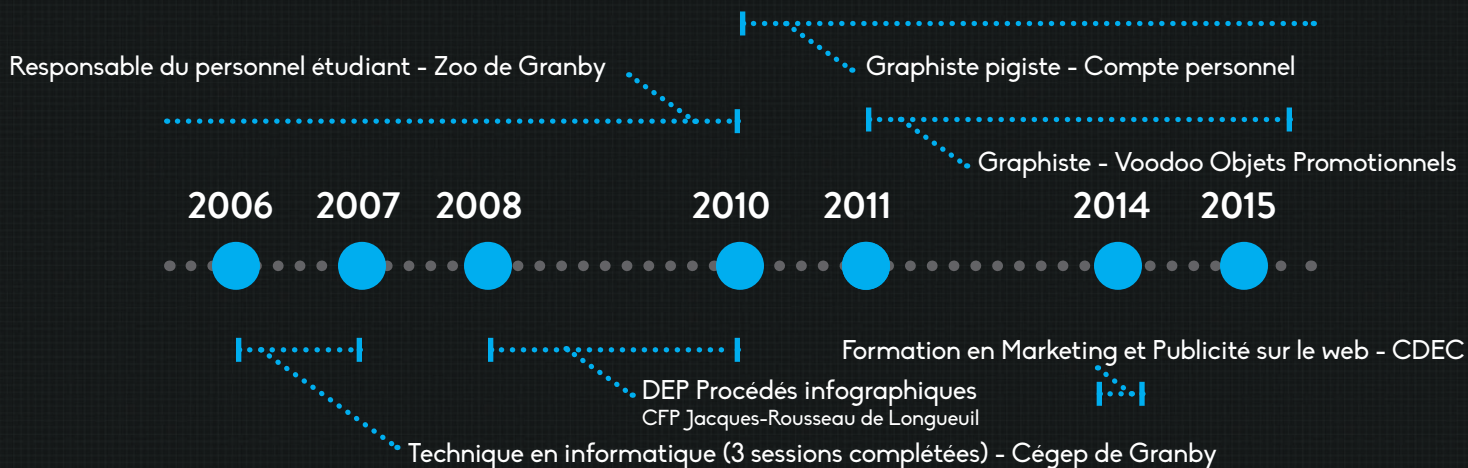 Responsable du personnel étudiant - Zoo de Granby
Graphiste pigiste - Compte personnel
Graphiste - Voodoo Objets Promotionnels
2006 2007 2008 2010 2011 2014 2015
Formation en Marketing et Publicité sur le web - CDEC
DEP Procédés infographiques
CFP Jacques-Rousseau de Longueuil
Technique en informatique (3 sessions complétées) - Cégep de Granby